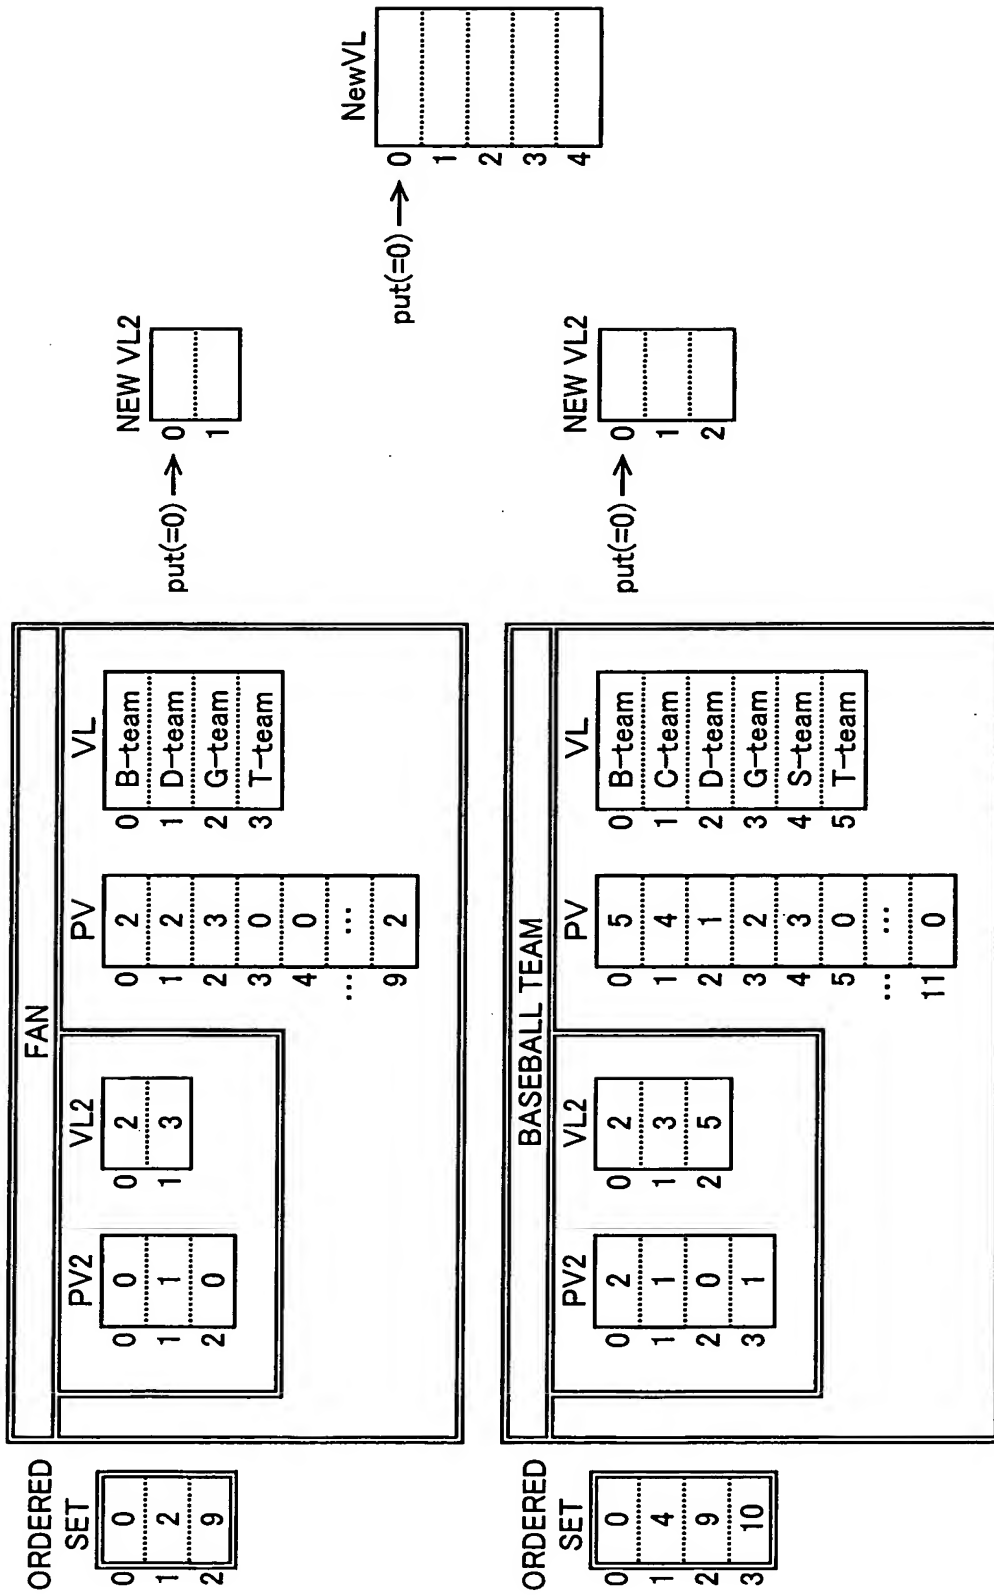 ORDERED
SET
0 0
1 2
2 9
FAN
PV2
0 0
1 1
2 0
VL2
0 2
1 3
PV
0 2
1 2
2 3
3 0
4 0
... ...
9 2
VL
0 B-team
1 D-team
2 G-team
3 T-team
put(=0) →
NEW VL2
0
1
ORDERED
SET
0 0
1 4
2 9
3 10
BASEBALL TEAM
PV2
0 2
1 1
2 0
3 1
VL2
0 2
1 3
2 5
PV
0 5
1 4
2 1
3 2
4 3
5 0
... ...
11 0
VL
0 B-team
1 C-team
2 D-team
3 G-team
4 S-team
5 T-team
put(=0) →
NEW VL2
0
1
2
put(=0) →
NewVL
0
1
2
3
4